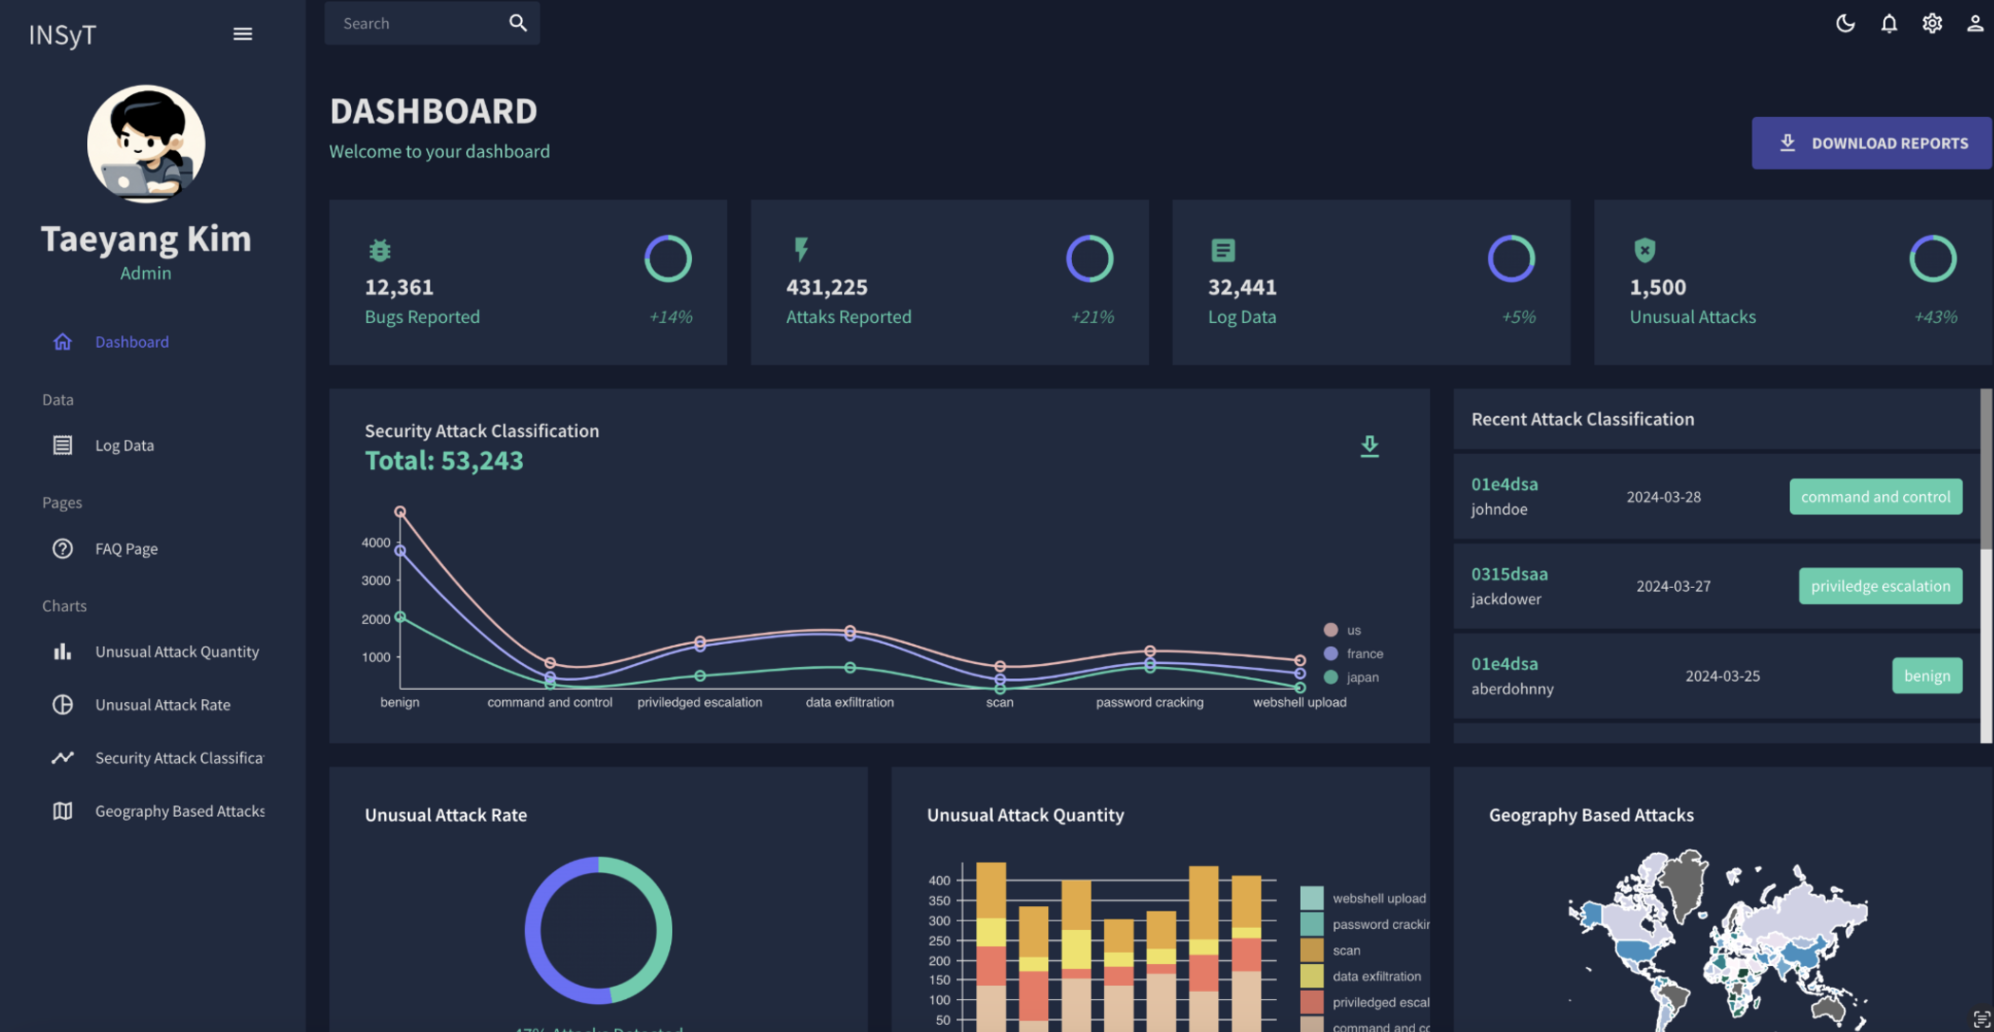 INSyT
Search
Taeyang Kim
Admin
Dashboard
Data
Log Data
Pages
FAQ Page
Charts
Unusual Attack Quantity
Unusual Attack Rate
Security Attack Classifica
Geography Based Attacks
DASHBOARD
Welcome to your dashboard
DOWNLOAD REPORTS
12,361
Bugs Reported
+14%
431,225
Attaks Reported
+21%
32,441
Log Data
+5%
1,500
Unusual Attacks
+43%
Security Attack Classification
Total: 53,243
4000
3000
2000
1000
benign
command and control
priviledged escalation
data exfiltration
scan
password cracking
webshell upload
us
france
japan
Recent Attack Classification
01e4dsa
johndoe
2024-03-28
command and control
0315dsaa
jackdower
2024-03-27
priviledge escalation
01e4dsa
aberdohnny
2024-03-25
benign
Unusual Attack Rate
47% Attacks Detected
Unusual Attack Quantity
400
350
300
250
200
150
100
50
webshell upload
password crackin
scan
data exfiltration
priviledged escal
command and co
Geography Based Attacks